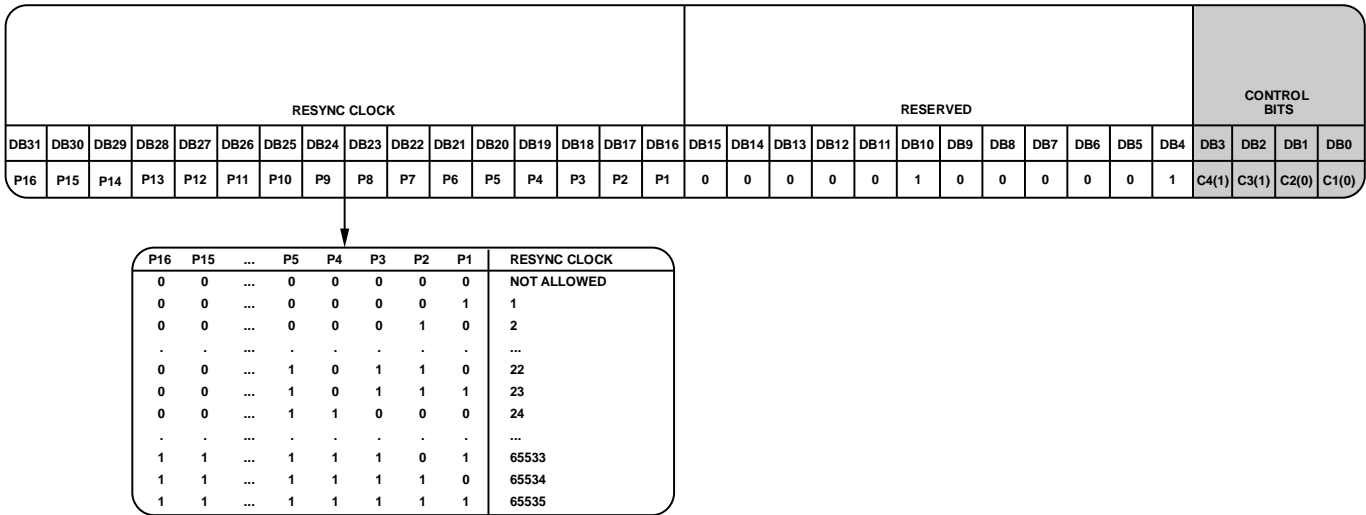 RESYNC CLOCK RESERVED CONTROL BITS
DB31 DB30 DB29 DB28 DB27 DB26 DB25 DB24 DB23 DB22 DB21 DB20 DB19 DB18 DB17 DB16 DB15 DB14 DB13 DB12 DB11 DB10 DB9 DB8 DB7 DB6 DB5 DB4 DB3 DB2 DB1 DB0
P16 P15 P14 P13 P12 P11 P10 P9 P8 P7 P6 P5 P4 P3 P2 P1 0 0 0 0 0 1 0 0 0 0 0 1 C4(1) C3(1) C2(0) C1(0)
P16 P15 ... P5 P4 P3 P2 P1 RESYNC CLOCK
0 0 ... 0 0 0 0 0 NOT ALLOWED
0 0 ... 0 0 0 0 1 1
0 0 ... 0 0 0 1 0 2
. . ... . . . . . ...
0 0 ... 1 0 1 1 0 22
0 0 ... 1 0 1 1 1 23
0 0 ... 1 1 0 0 0 24
. . ... . . . . . ...
1 1 ... 1 1 1 0 1 65533
1 1 ... 1 1 1 1 0 65534
1 1 ... 1 1 1 1 1 65535